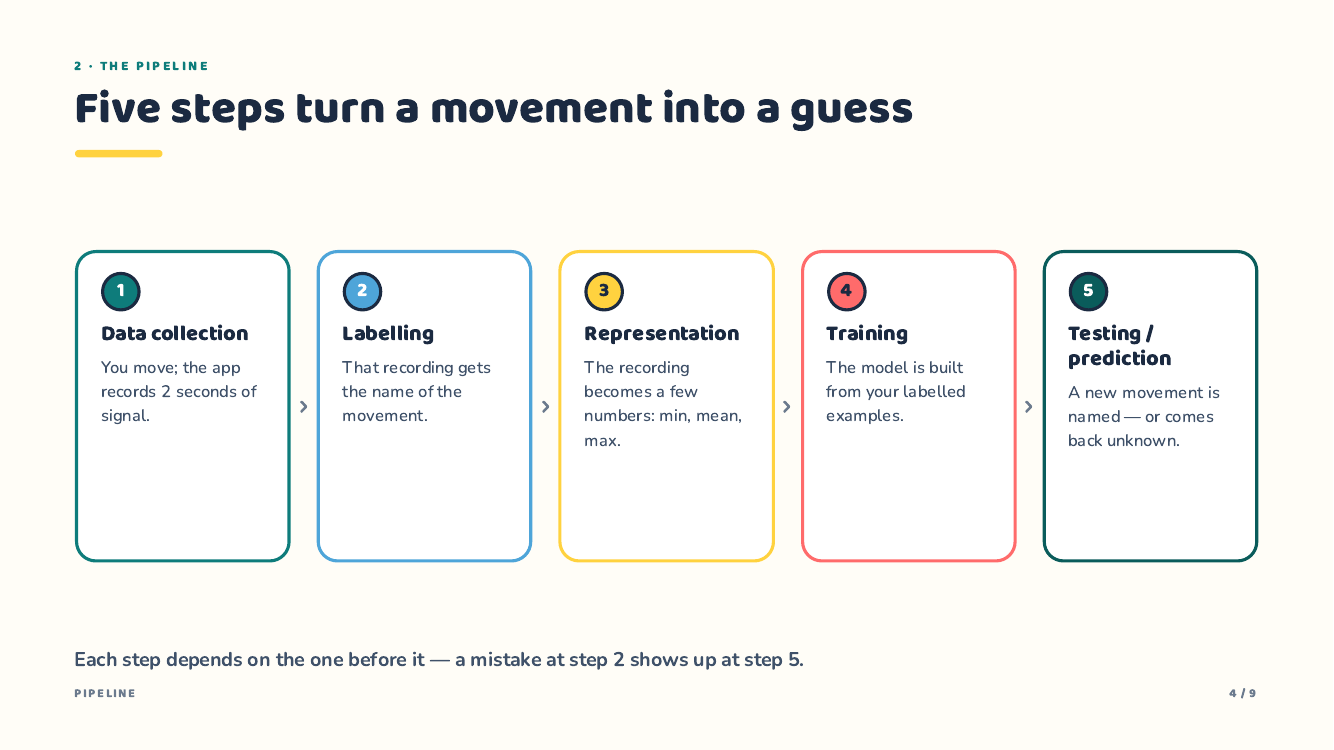 2 · THE PIPELINE
Five steps turn a movement into a guess
1
Data collection
You move; the app
records 2 seconds of
signal.
›
2
Labelling
That recording gets
the name of the
movement.
›
3
Representation
The recording
becomes a few
numbers: min, mean,
max.
›
4
Training
The model is built
from your labelled
examples.
›
5
Testing /
prediction
A new movement is
named — or comes
back unknown.
Each step depends on the one before it — a mistake at step 2 shows up at step 5.
PIPELINE
4 / 9